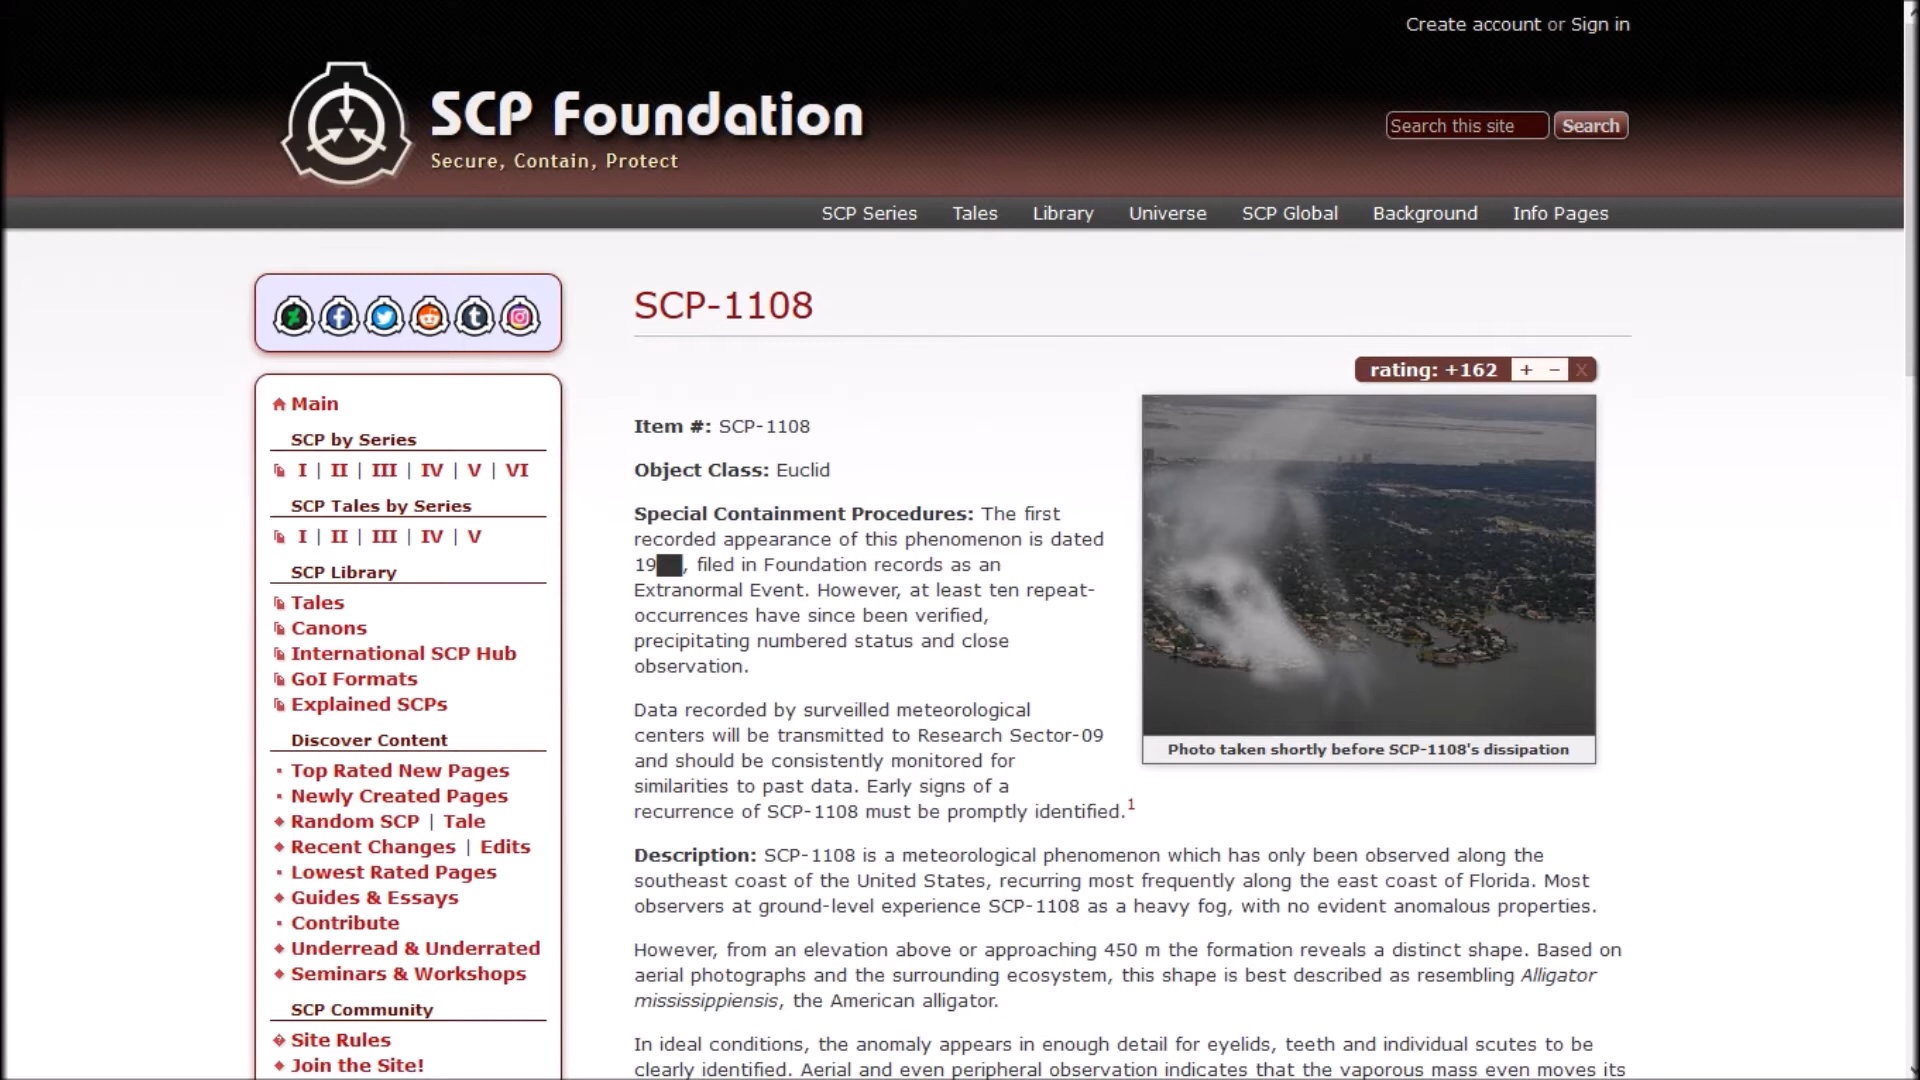 Create account or Sign in
SCP Foundation
Secure, Contain, Protect
Search this site
Search
SCP Series Tales Library Universe SCP Global Background Info Pages
Main
SCP by Series
I | II | III | IV | V | VI
SCP Tales by Series
I | II | III | IV | V
SCP Library
Tales
Canons
International SCP Hub
GoI Formats
Explained SCPs
Discover Content
Top Rated New Pages
Newly Created Pages
Random SCP | Tale
Recent Changes | Edits
Lowest Rated Pages
Guides & Essays
Contribute
Underread & Underrated
Seminars & Workshops
SCP Community
Site Rules
Join the Site!
SCP-1108
rating: +162 + − X
Item #: SCP-1108
Object Class: Euclid
Special Containment Procedures: The first
recorded appearance of this phenomenon is dated
19██, filed in Foundation records as an
Extranormal Event. However, at least ten repeat-
occurrences have since been verified,
precipitating numbered status and close
observation.
Photo taken shortly before SCP-1108's dissipation
Data recorded by surveilled meteorological
centers will be transmitted to Research Sector-09
and should be consistently monitored for
similarities to past data. Early signs of a
recurrence of SCP-1108 must be promptly identified.1
Description: SCP-1108 is a meteorological phenomenon which has only been observed along the
southeast coast of the United States, recurring most frequently along the east coast of Florida. Most
observers at ground-level experience SCP-1108 as a heavy fog, with no evident anomalous properties.
However, from an elevation above or approaching 450 m the formation reveals a distinct shape. Based on
aerial photographs and the surrounding ecosystem, this shape is best described as resembling Alligator
mississippiensis, the American alligator.
In ideal conditions, the anomaly appears in enough detail for eyelids, teeth and individual scutes to be
clearly identified. Aerial and even peripheral observation indicates that the vaporous mass even moves its